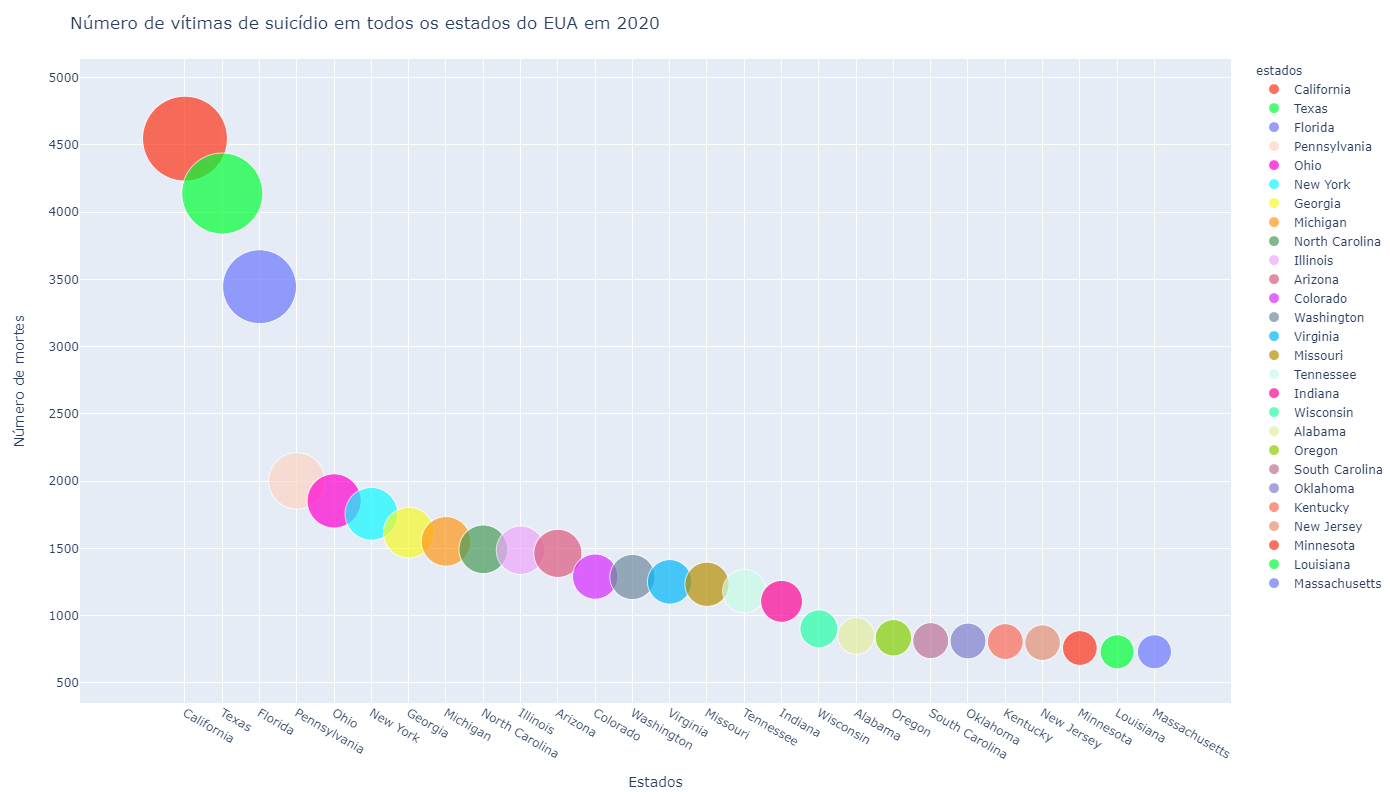 Número de vítimas de suicídio em todos os estados do EUA em 2020
Número de mortes
5000
4500
4000
3500
3000
2500
2000
1500
1000
500
California
Texas
Florida
Pennsylvania
Ohio
New York
Georgia
Michigan
North Carolina
Illinois
Arizona
Colorado
Washington
Virginia
Missouri
Tennessee
Indiana
Wisconsin
Alabama
Oregon
South Carolina
Oklahoma
Kentucky
New Jersey
Minnesota
Louisiana
Massachusetts
Estados
estados
California
Texas
Florida
Pennsylvania
Ohio
New York
Georgia
Michigan
North Carolina
Illinois
Arizona
Colorado
Washington
Virginia
Missouri
Tennessee
Indiana
Wisconsin
Alabama
Oregon
South Carolina
Oklahoma
Kentucky
New Jersey
Minnesota
Louisiana
Massachusetts